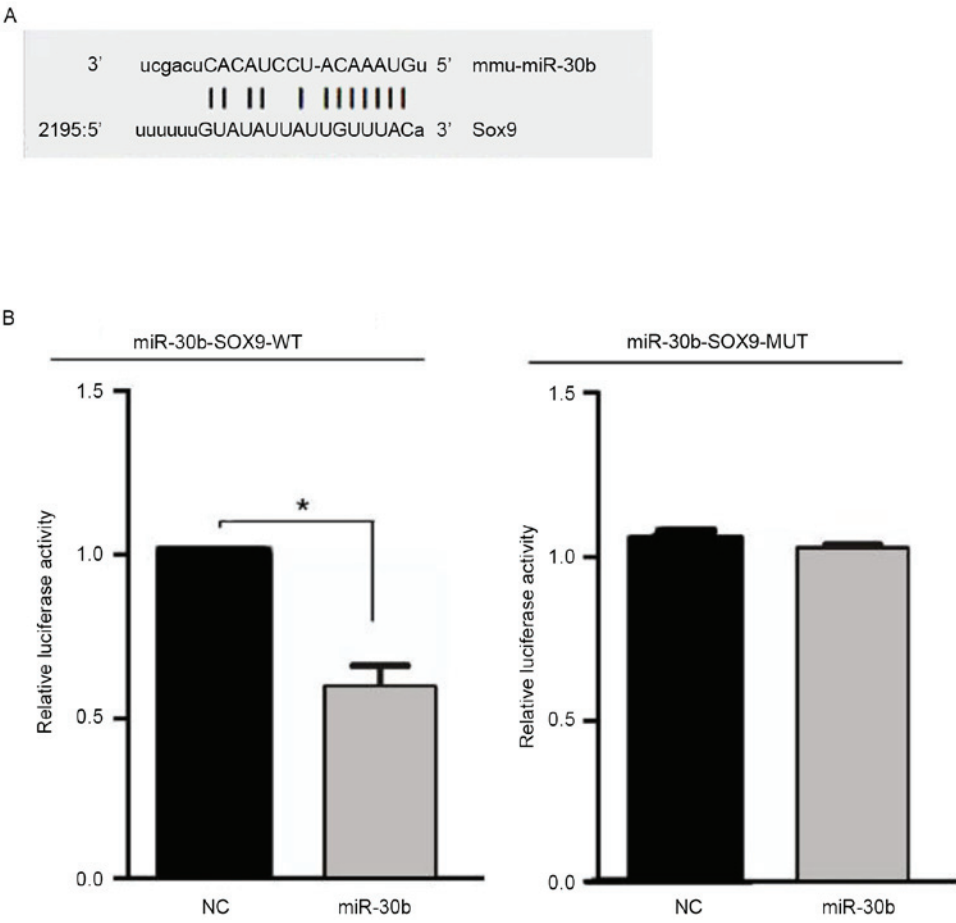 A
3’ ucgacuCACAUCCU-ACAAAUGu 5’ mmu-miR-30b
2195:5’ uuuuuuGUAUAUUAUUGUUUACa 3’ Sox9
B
miR-30b-SOX9-WT
1.5
1.0
0.5
0.0
Relative luciferase activity
*
NC miR-30b
miR-30b-SOX9-MUT
1.5
1.0
0.5
0.0
Relative luciferase activity
NC miR-30b